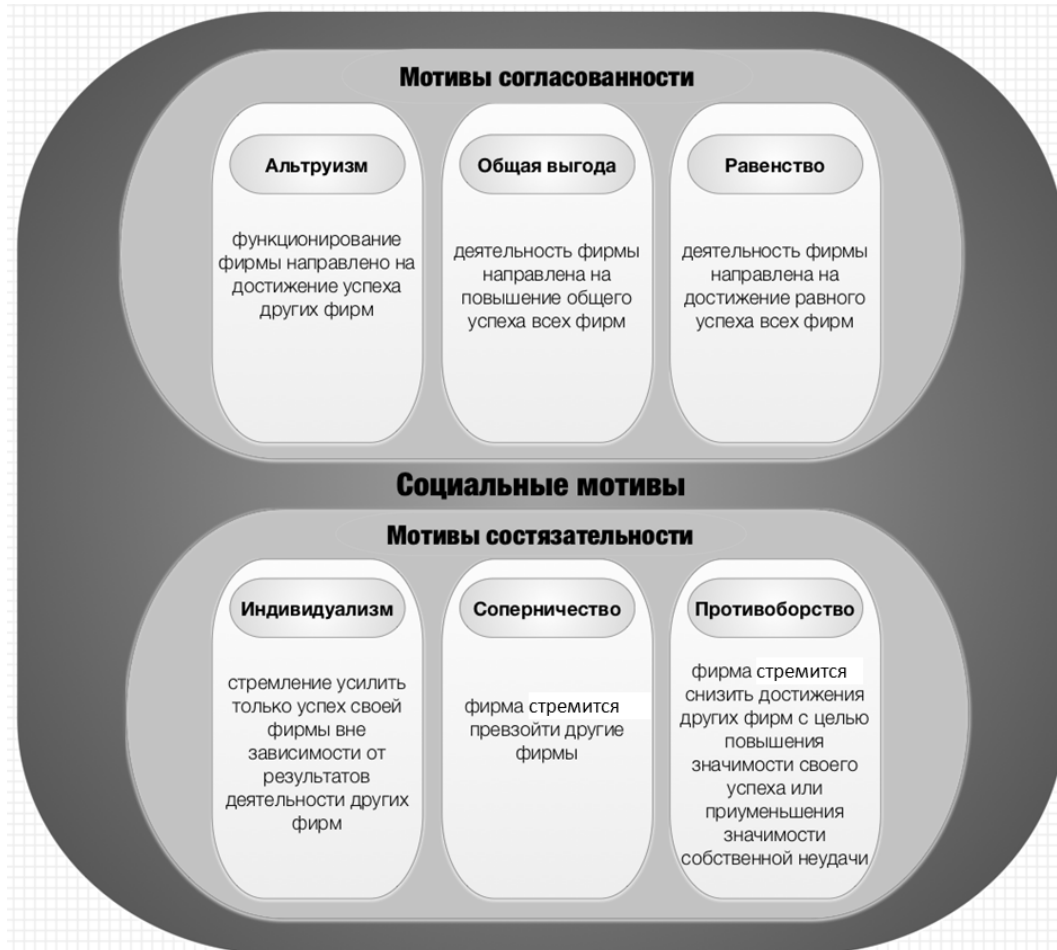 Мотивы согласованности
Альтруизм
функционирование
фирмы направлено на
достижение успеха
других фирм
Общая выгода
деятельность фирмы
направлена на
повышение общего
успеха всех фирм
Равенство
деятельность фирмы
направлена на
достижение равного
успеха всех фирм
Социальные мотивы
Мотивы состязательности
Индивидуализм
стремление усилить
только успех своей
фирмы вне
зависимости от
результатов
деятельности других
фирм
Соперничество
фирма стремится
превзойти другие
фирмы
Противоборство
фирма стремится
снизить достижения
других фирм с целью
повышения
значимости своего
успеха или
приуменьшения
значимости
собственной неудачи